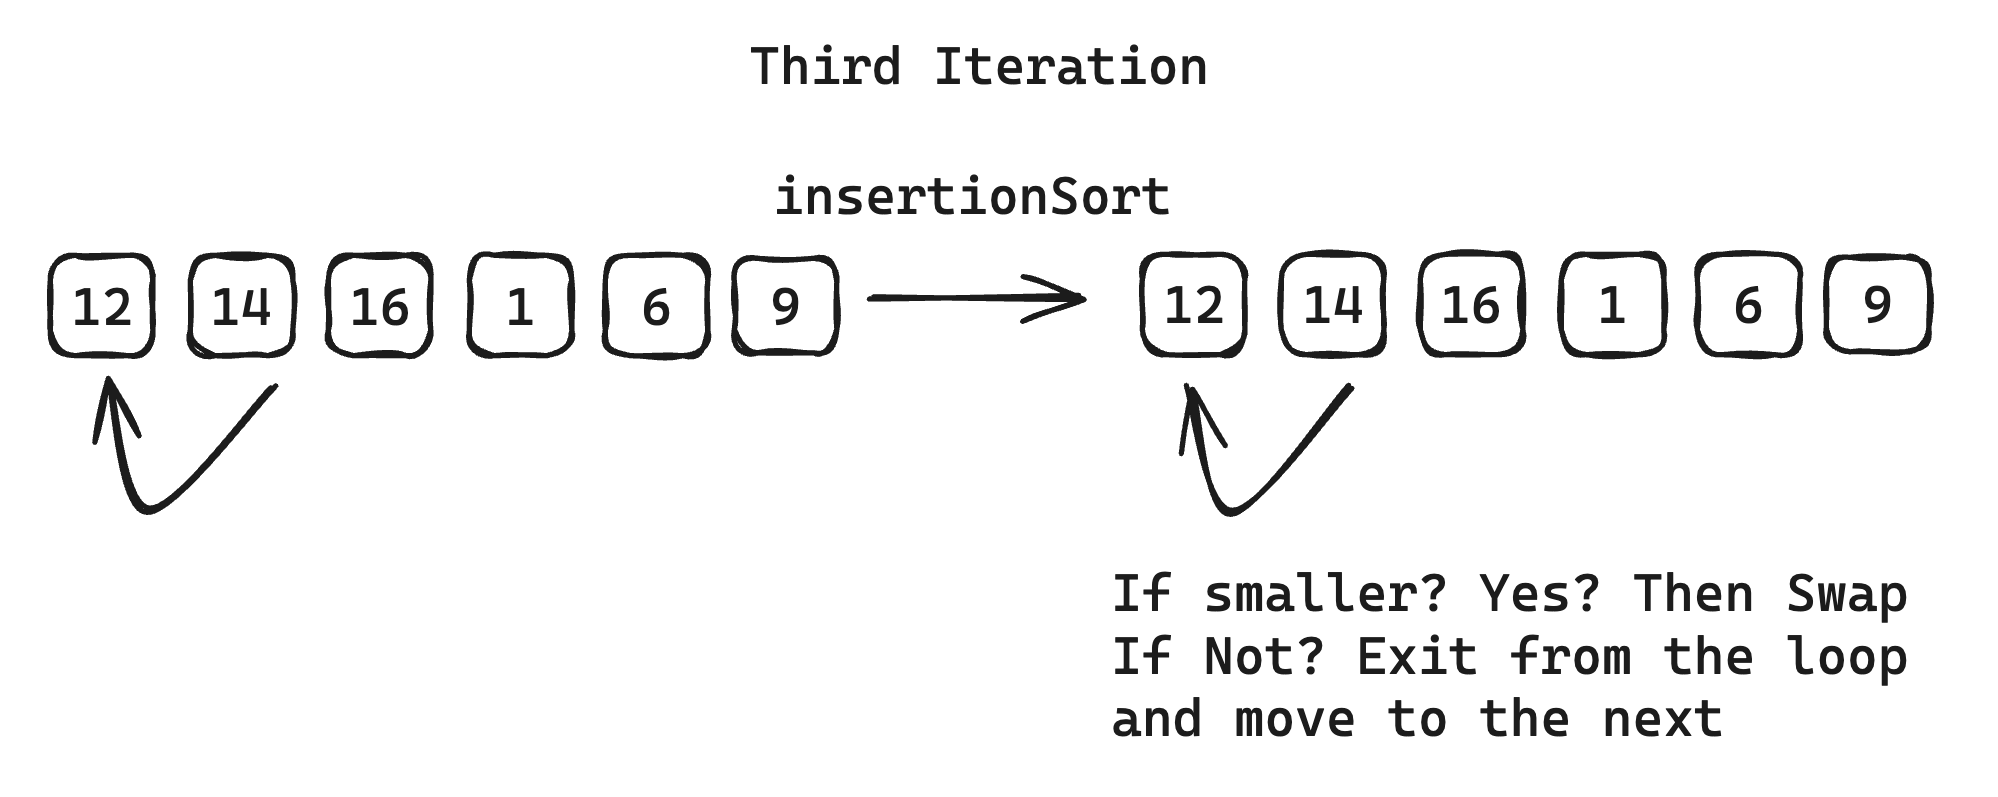 Third Iteration
insertionSort
12 14 16 1 6 9 12 14 16 1 6 9
If smaller? Yes? Then Swap
If Not? Exit from the loop
and move to the next